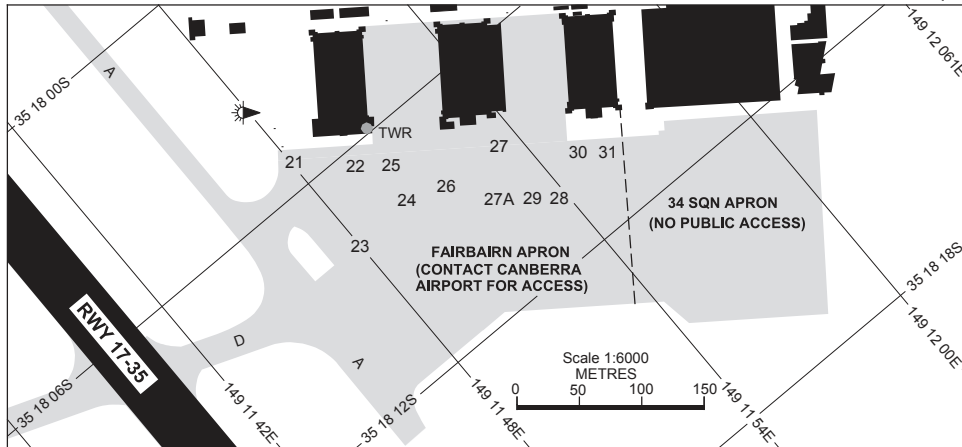 149 12 061E
35 18 00S
A
TWR
21
22
25
27
30
31
24
26
27A
29
28
34 SQN APRON
(NO PUBLIC ACCESS)
23
FAIRBAIRN APRON
(CONTACT CANBERRA
AIRPORT FOR ACCESS)
35 18 18S
RWY 17-35
D
A
149 12 00E
Scale 1:6000
METRES
0 50 100 150
35 18 06S
149 11 42E
35 18 12S
149 11 48E
149 11 54E